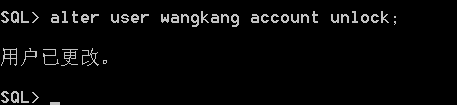 SQL> alter user wangkang account unlock;
用户已更改。
SQL>